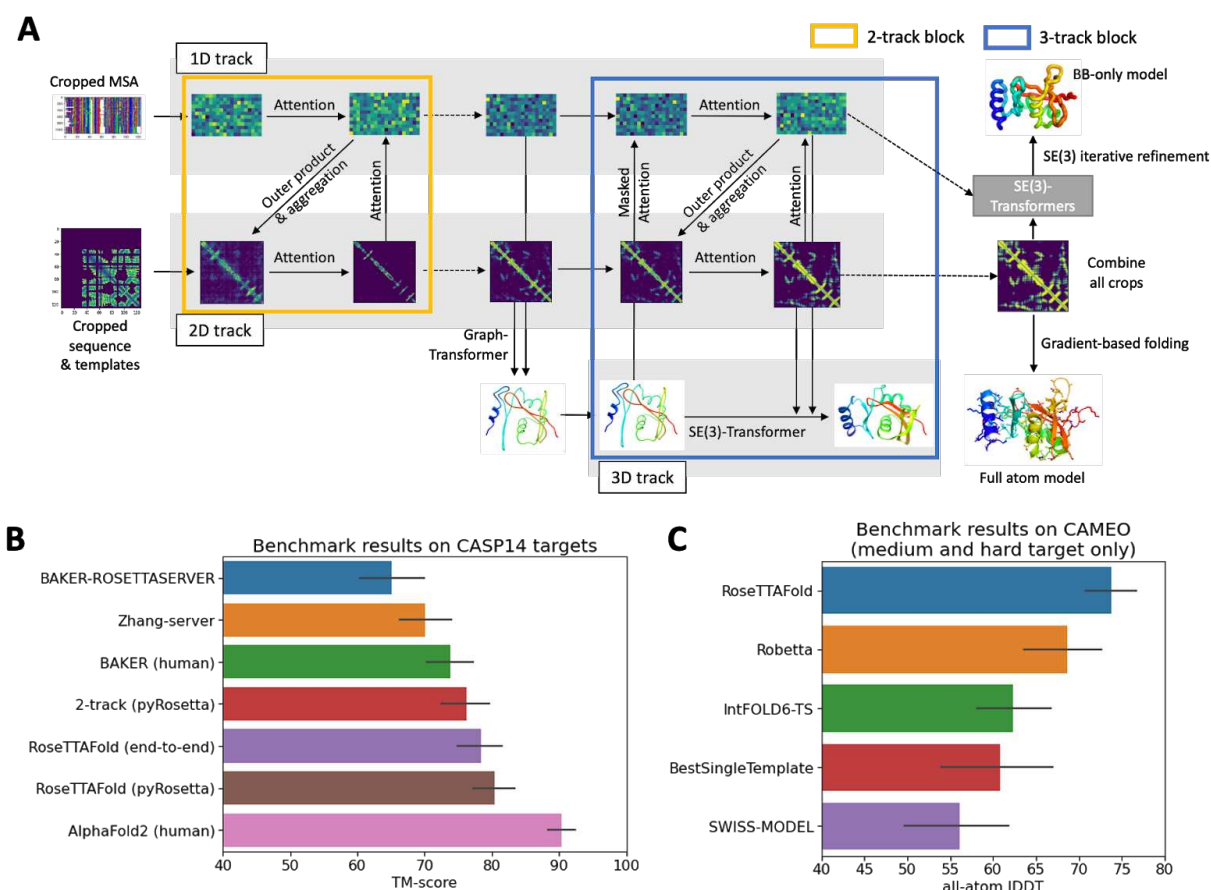 A
2-track block
3-track block
1D track
Cropped MSA
Attention
Attention
BB-only model
Outer product
& aggregation
Attention
Masked
Attention
Outer product
& aggregation
Attention
SE(3) iterative refinement
SE(3)-
Transformers
Attention
Attention
Combine
all crops
Cropped
sequence
& templates
2D track
Graph-
Transformer
Gradient-based folding
SE(3)-Transformer
3D track
Full atom model
B
Benchmark results on CASP14 targets
BAKER-ROSETTASERVER
Zhang-server
BAKER (human)
2-track (pyRosetta)
RoseTTAFold (end-to-end)
RoseTTAFold (pyRosetta)
AlphaFold2 (human)
40 50 60 70 80 90 100
TM-score
C
Benchmark results on CAMEO
(medium and hard target only)
RoseTTAFold
Robetta
IntFOLD6-TS
BestSingleTemplate
SWISS-MODEL
40 45 50 55 60 65 70 75 80
all-atom lDDT